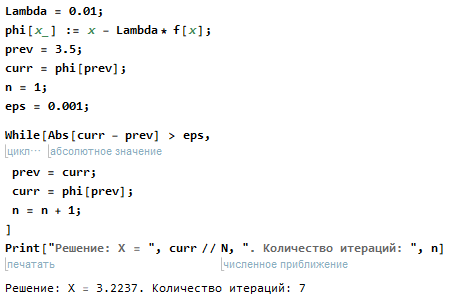 Lambda = 0.01;
phi[x_] := x - Lambda * f[x];
prev = 3.5;
curr = phi[prev];
n = 1;
eps = 0.001;
While[Abs[curr - prev] > eps,
цикл⋯ абсолютное значение
prev = curr;
curr = phi[prev];
n = n + 1;
]
Print["Решение: X = ", curr // N, ". Количество итераций: ", n]
печатать численное приближение
Решение: X = 3.2237. Количество итераций: 7